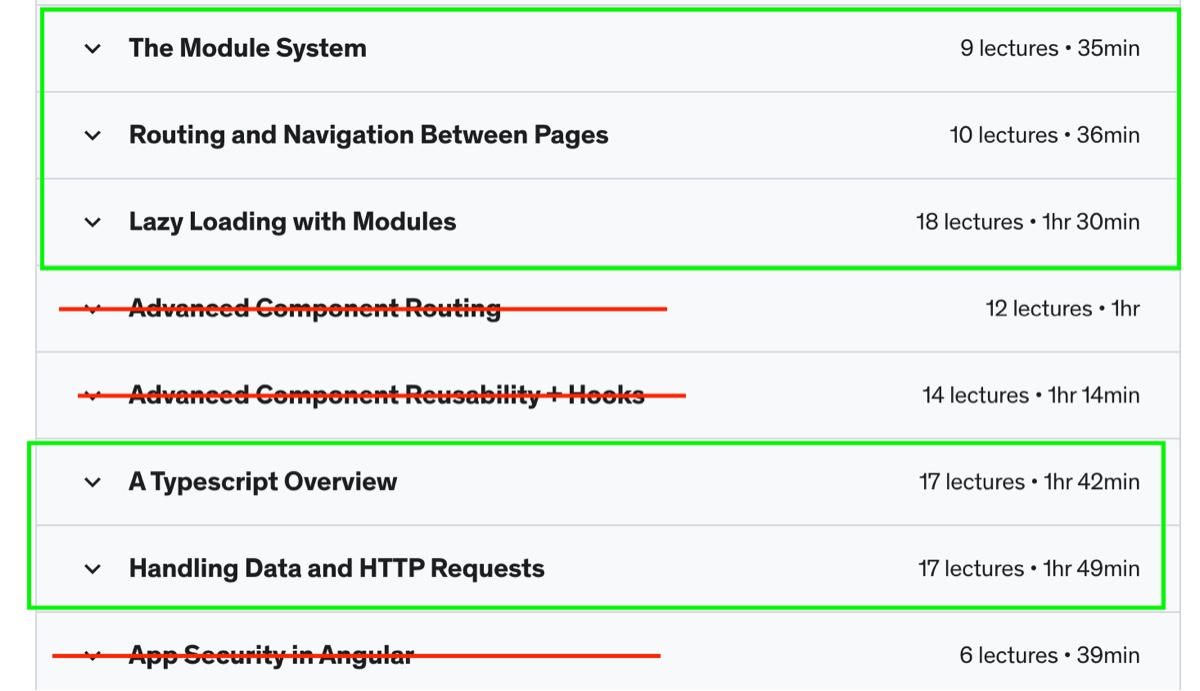 The Module System 9 lectures • 35min
Routing and Navigation Between Pages 10 lectures • 36min
Lazy Loading with Modules 18 lectures • 1hr 30min
Advanced Component Routing 12 lectures • 1hr
Advanced Component Reusability + Hooks 14 lectures • 1hr 14min
A Typescript Overview 17 lectures • 1hr 42min
Handling Data and HTTP Requests 17 lectures • 1hr 49min
App Security in Angular 6 lectures • 39min